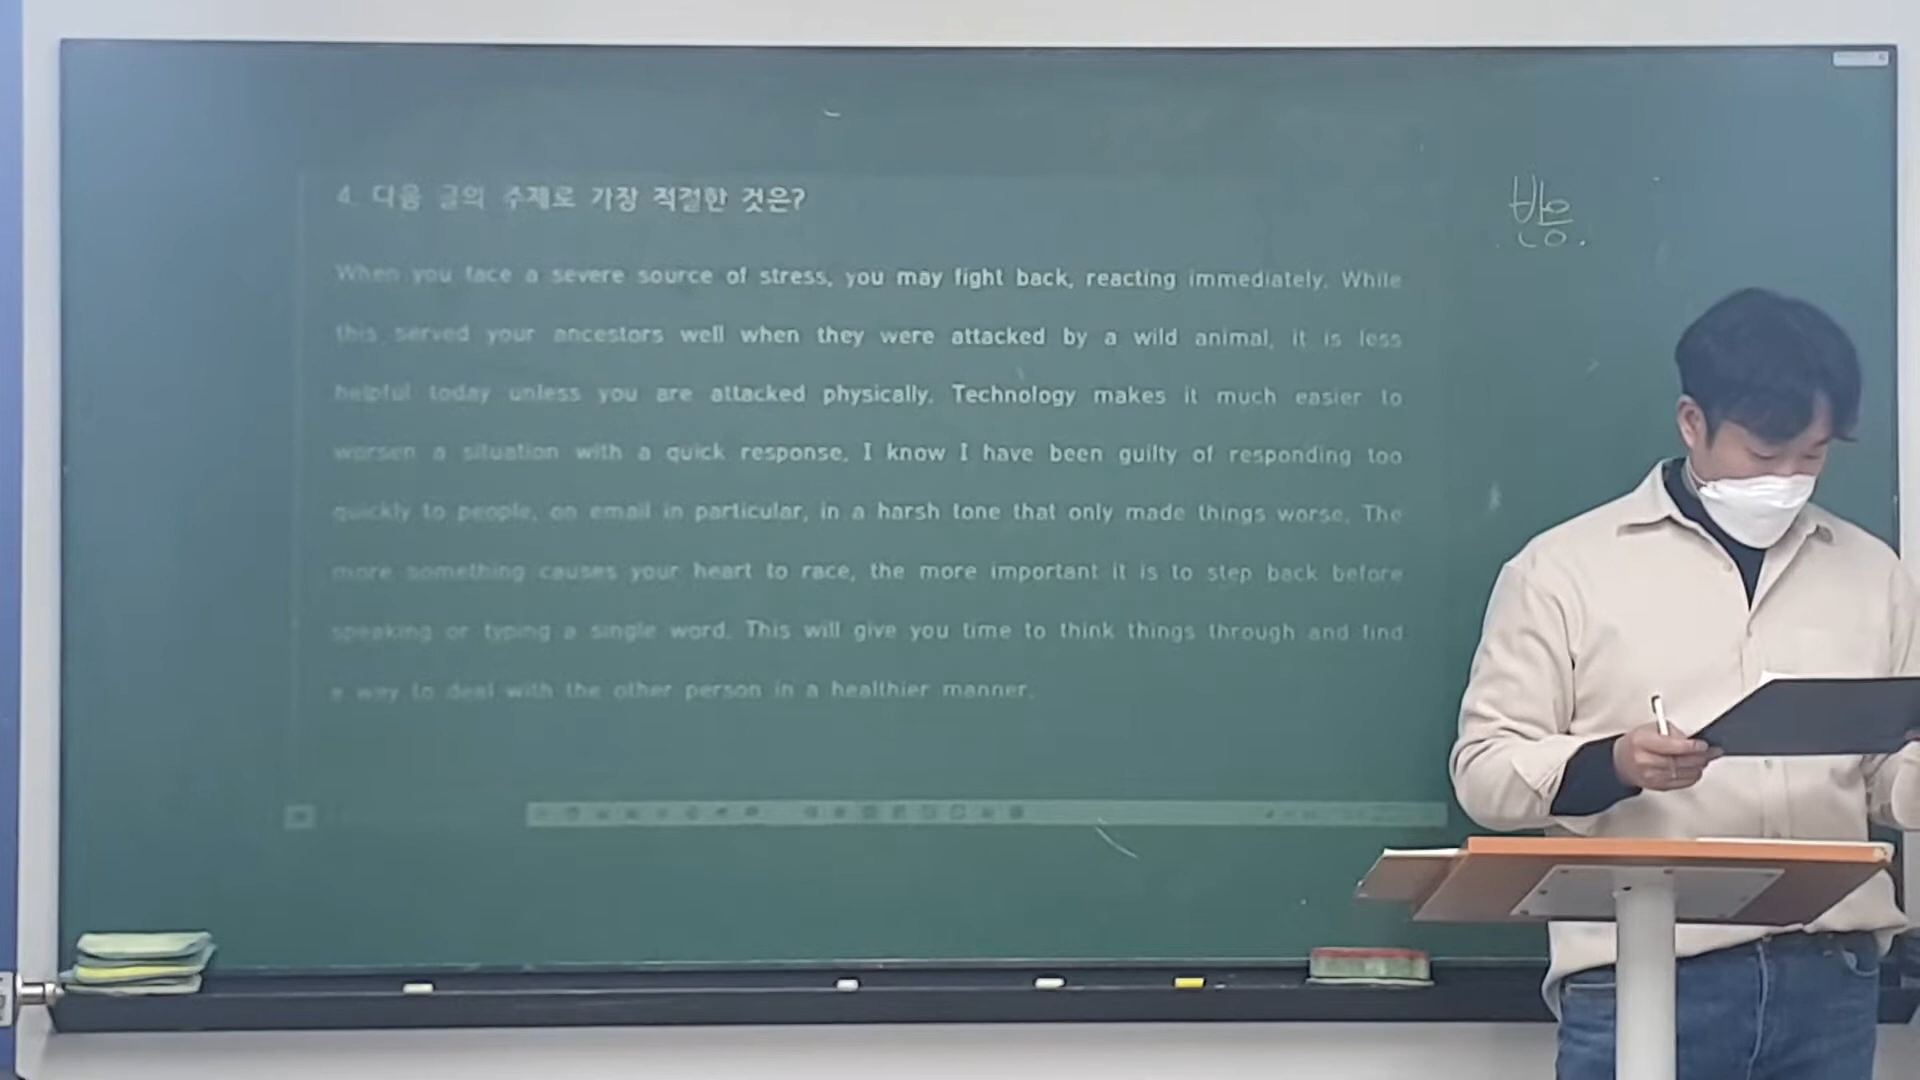 4. 다음 글의 주제로 가장 적절한 것은?
When you face a severe source of stress, you may fight back, reacting immediately. While
this served your ancestors well when they were attacked by a wild animal, it is less
helpful today unless you are attacked physically. Technology makes it much easier to
worsen a situation with a quick response. I know I have been guilty of responding too
quickly to people, on email in particular, in a harsh tone that only made things worse. The
more something causes your heart to race, the more important it is to step back before
speaking or typing a single word. This will give you time to think things through and find
a way to deal with the other person in a healthier manner.